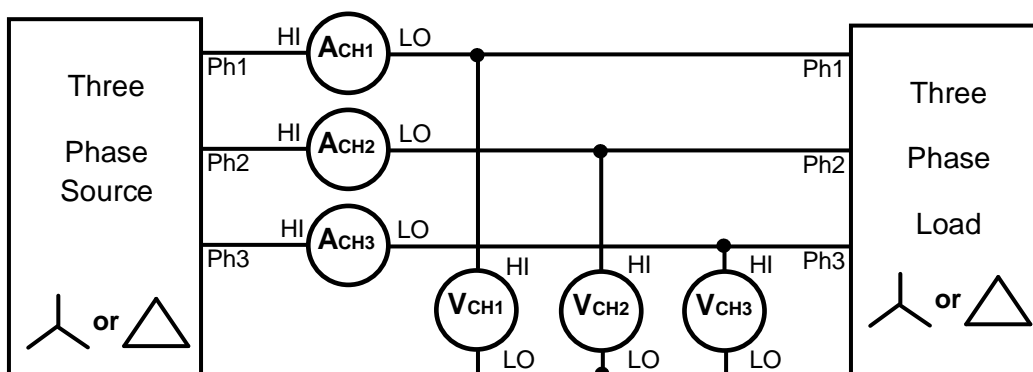 HI ACH1 LO
Ph1 Ph1
Three
Phase
Source
HI ACH2 LO
Ph2 Ph2
HI ACH3 LO
Ph3 Ph3
Three
Phase
Load
HI HI HI
VCH1 VCH2 VCH3
LO LO LO
or
or